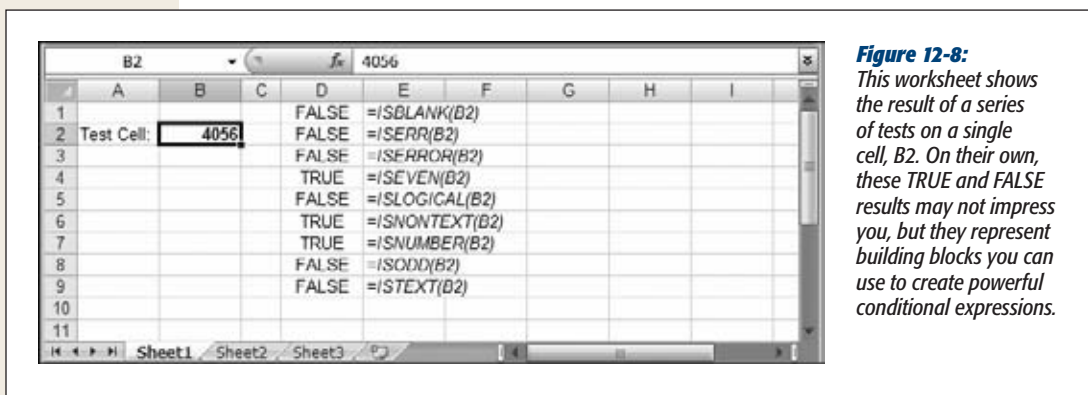 B2 fx 4056
A B C D E F G H I
1 FALSE =ISBLANK(B2)
2 Test Cell: 4056 FALSE =ISERR(B2)
3 FALSE =ISERROR(B2)
4 TRUE =ISEVEN(B2)
5 FALSE =ISLOGICAL(B2)
6 TRUE =ISNONTEXT(B2)
7 TRUE =ISNUMBER(B2)
8 FALSE =ISODD(B2)
9 FALSE =ISTEXT(B2)
10
11
Sheet1 Sheet2 Sheet3
Figure 12-8:
This worksheet shows
the result of a series
of tests on a single
cell, B2. On their own,
these TRUE and FALSE
results may not impress
you, but they represent
building blocks you can
use to create powerful
conditional expressions.